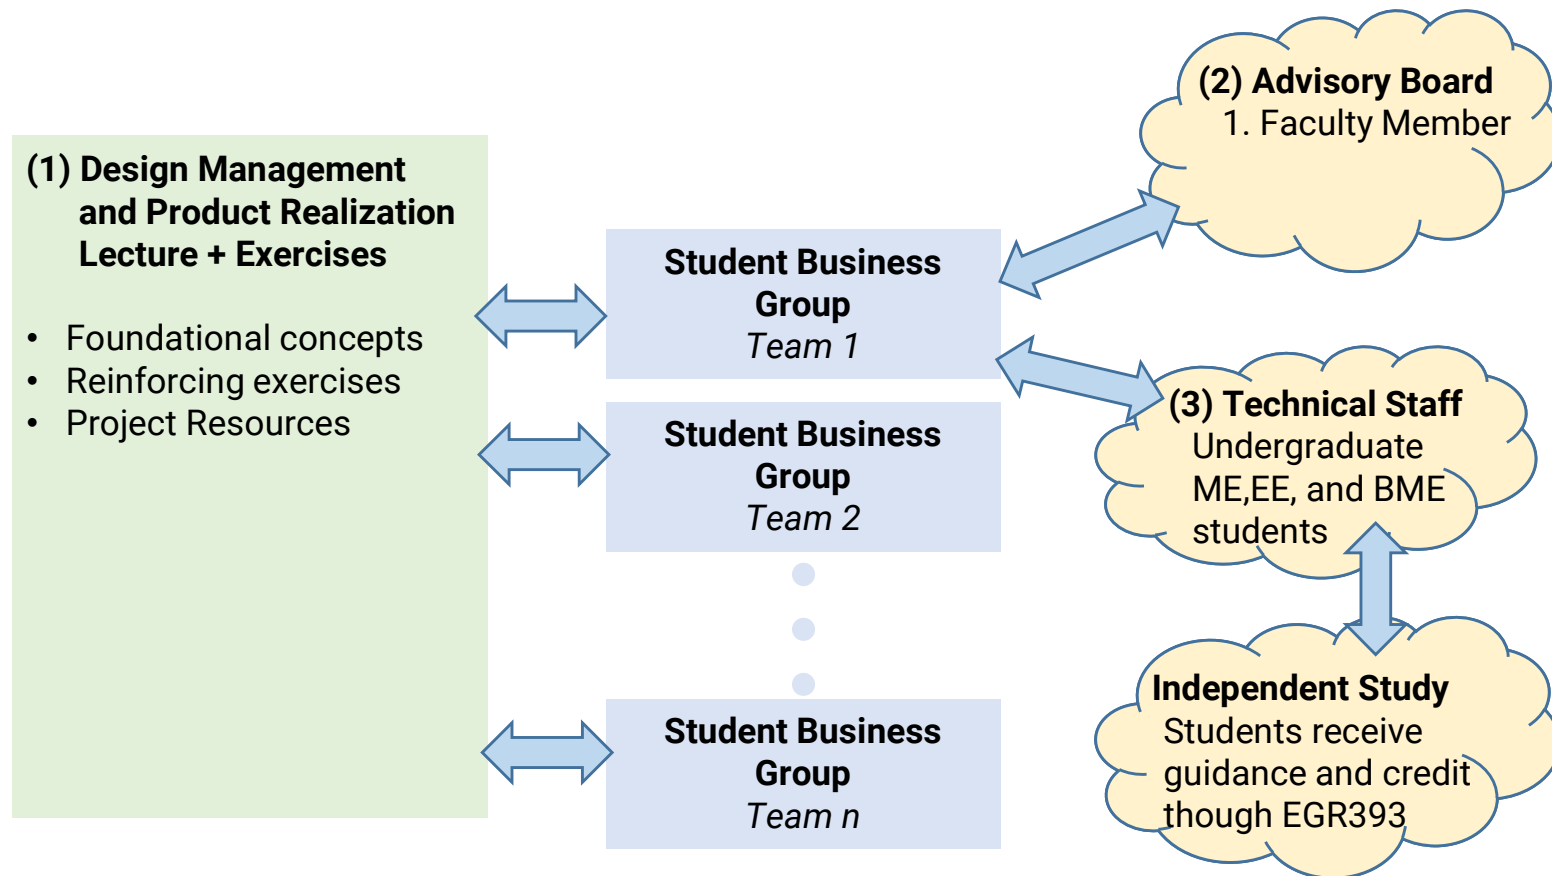 (1) Design Management
and Product Realization
Lecture + Exercises
• Foundational concepts
• Reinforcing exercises
• Project Resources
Student Business
Group
Team 1
Student Business
Group
Team 2
Student Business
Group
Team n
(2) Advisory Board
1. Faculty Member
(3) Technical Staff
Undergraduate
ME,EE, and BME
students
Independent Study
Students receive
guidance and credit
though EGR393